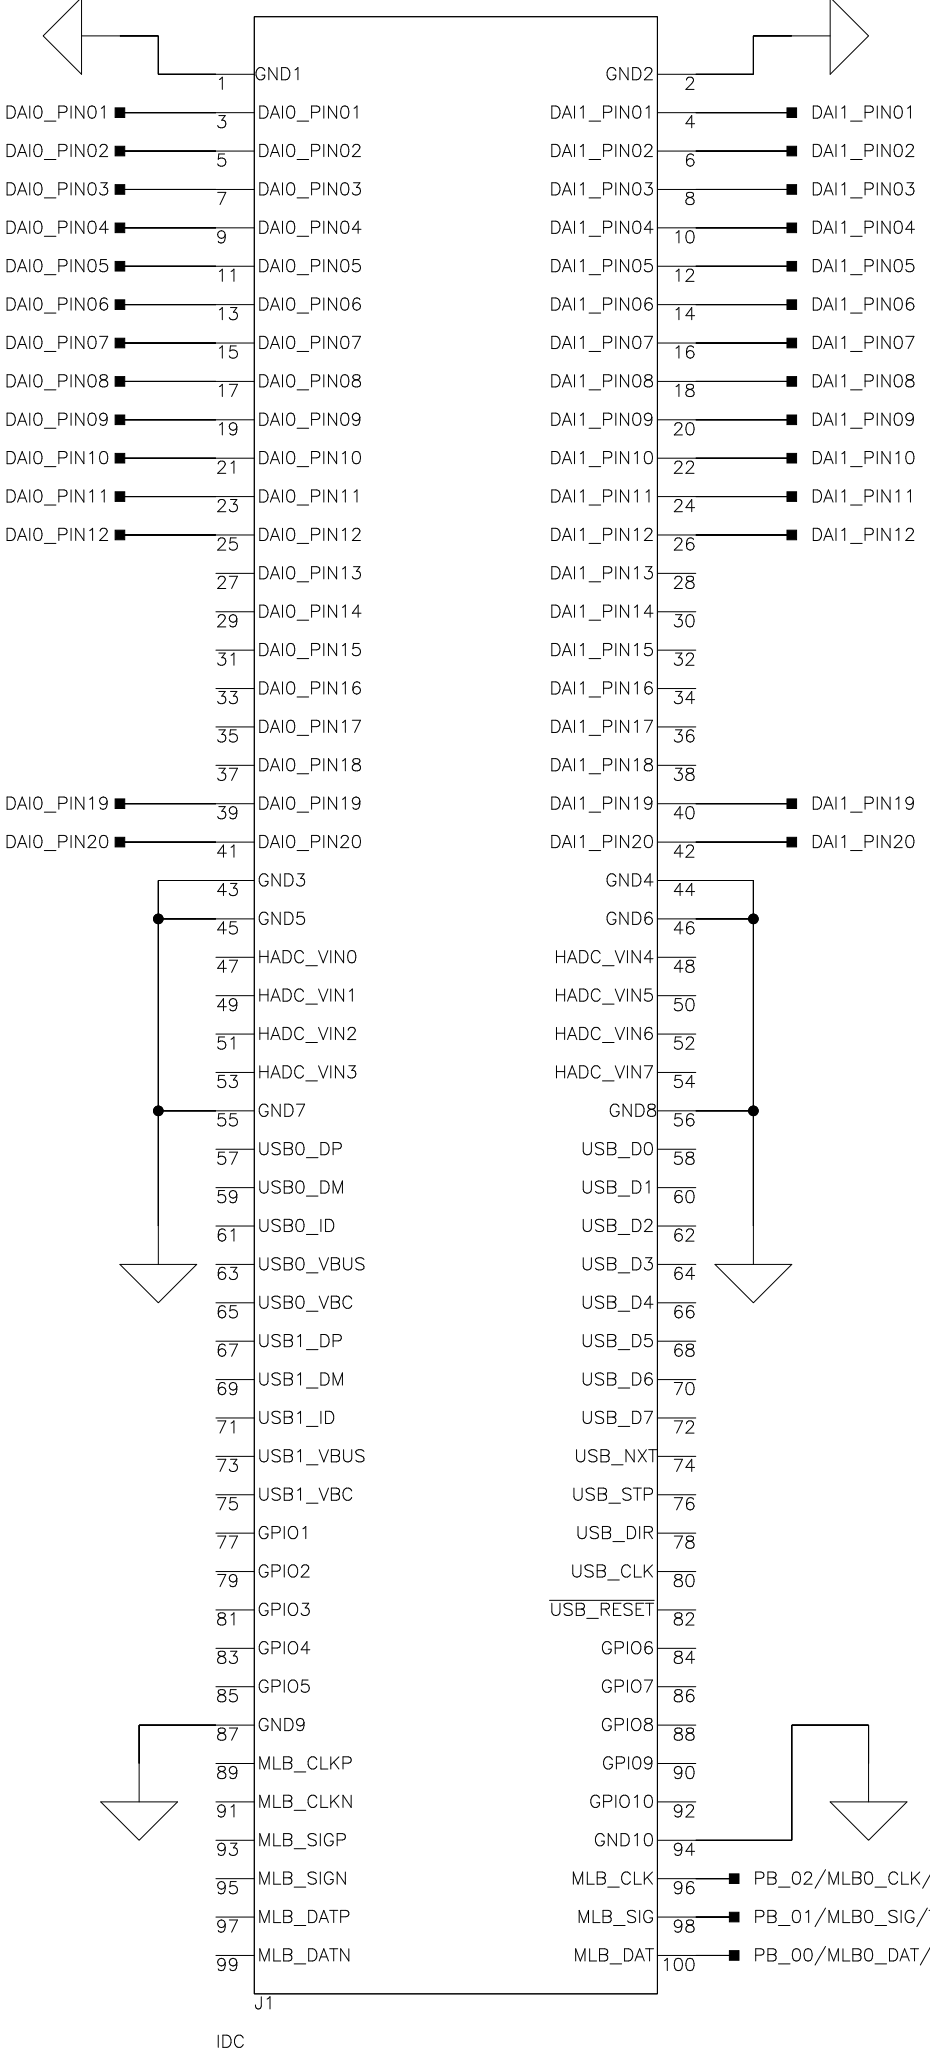 GND1 GND2
1 2
DAI0_PIN01 3 DAI0_PIN01 DAI1_PIN01 4 DAI1_PIN01
DAI0_PIN02 5 DAI0_PIN02 DAI1_PIN02 6 DAI1_PIN02
DAI0_PIN03 7 DAI0_PIN03 DAI1_PIN03 8 DAI1_PIN03
DAI0_PIN04 9 DAI0_PIN04 DAI1_PIN04 10 DAI1_PIN04
DAI0_PIN05 11 DAI0_PIN05 DAI1_PIN05 12 DAI1_PIN05
DAI0_PIN06 13 DAI0_PIN06 DAI1_PIN06 14 DAI1_PIN06
DAI0_PIN07 15 DAI0_PIN07 DAI1_PIN07 16 DAI1_PIN07
DAI0_PIN08 17 DAI0_PIN08 DAI1_PIN08 18 DAI1_PIN08
DAI0_PIN09 19 DAI0_PIN09 DAI1_PIN09 20 DAI1_PIN09
DAI0_PIN10 21 DAI0_PIN10 DAI1_PIN10 22 DAI1_PIN10
DAI0_PIN11 23 DAI0_PIN11 DAI1_PIN11 24 DAI1_PIN11
DAI0_PIN12 25 DAI0_PIN12 DAI1_PIN12 26 DAI1_PIN12
27 DAI0_PIN13 DAI1_PIN13 28
29 DAI0_PIN14 DAI1_PIN14 30
31 DAI0_PIN15 DAI1_PIN15 32
33 DAI0_PIN16 DAI1_PIN16 34
35 DAI0_PIN17 DAI1_PIN17 36
37 DAI0_PIN18 DAI1_PIN18 38
DAI0_PIN19 39 DAI0_PIN19 DAI1_PIN19 40 DAI1_PIN19
DAI0_PIN20 41 DAI0_PIN20 DAI1_PIN20 42 DAI1_PIN20
43 GND3 GND4 44
45 GND5 GND6 46
47 HADC_VIN0 HADC_VIN4 48
49 HADC_VIN1 HADC_VIN5 50
51 HADC_VIN2 HADC_VIN6 52
53 HADC_VIN3 HADC_VIN7 54
55 GND7 GND8 56
57 USB0_DP USB_D0 58
59 USB0_DM USB_D1 60
61 USB0_ID USB_D2 62
63 USB0_VBUS USB_D3 64
65 USB0_VBC USB_D4 66
67 USB1_DP USB_D5 68
69 USB1_DM USB_D6 70
71 USB1_ID USB_D7 72
73 USB1_VBUS USB_NXT 74
75 USB1_VBC USB_STP 76
77 GPIO1 USB_DIR 78
79 GPIO2 USB_CLK 80
81 GPIO3 USB_RESET 82
83 GPIO4 GPIO6 84
85 GPIO5 GPIO7 86
87 GND9 GPIO8 88
89 MLB_CLKP GPIO9 90
91 MLB_CLKN GPIO10 92
93 MLB_SIGP GND10 94
95 MLB_SIGN MLB_CLK 96 PB_02/MLB0_CLK/
97 MLB_DATP MLB_SIG 98 PB_01/MLB0_SIG/
99 MLB_DATN MLB_DAT 100 PB_00/MLB0_DAT/
J1
IDC